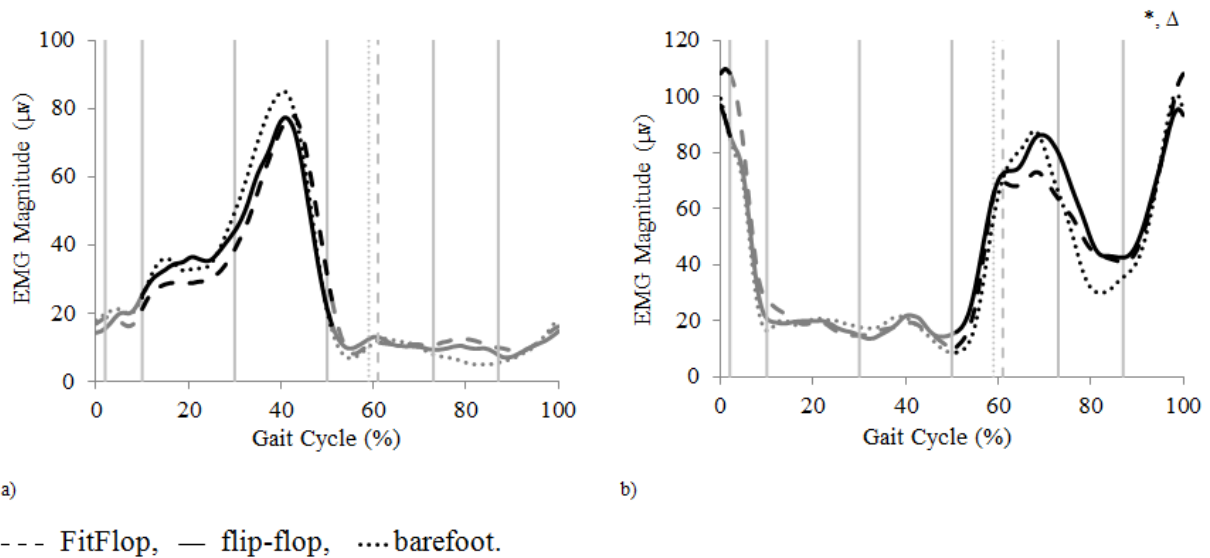 *, Δ
100
80
60
40
20
0
EMG Magnitude (μv)
0 20 40 60 80 100
Gait Cycle (%)
120
100
80
60
40
20
0
EMG Magnitude (μv)
0 20 40 60 80 100
Gait Cycle (%)
a)
b)
--- FitFlop, — flip-flop, ····barefoot.